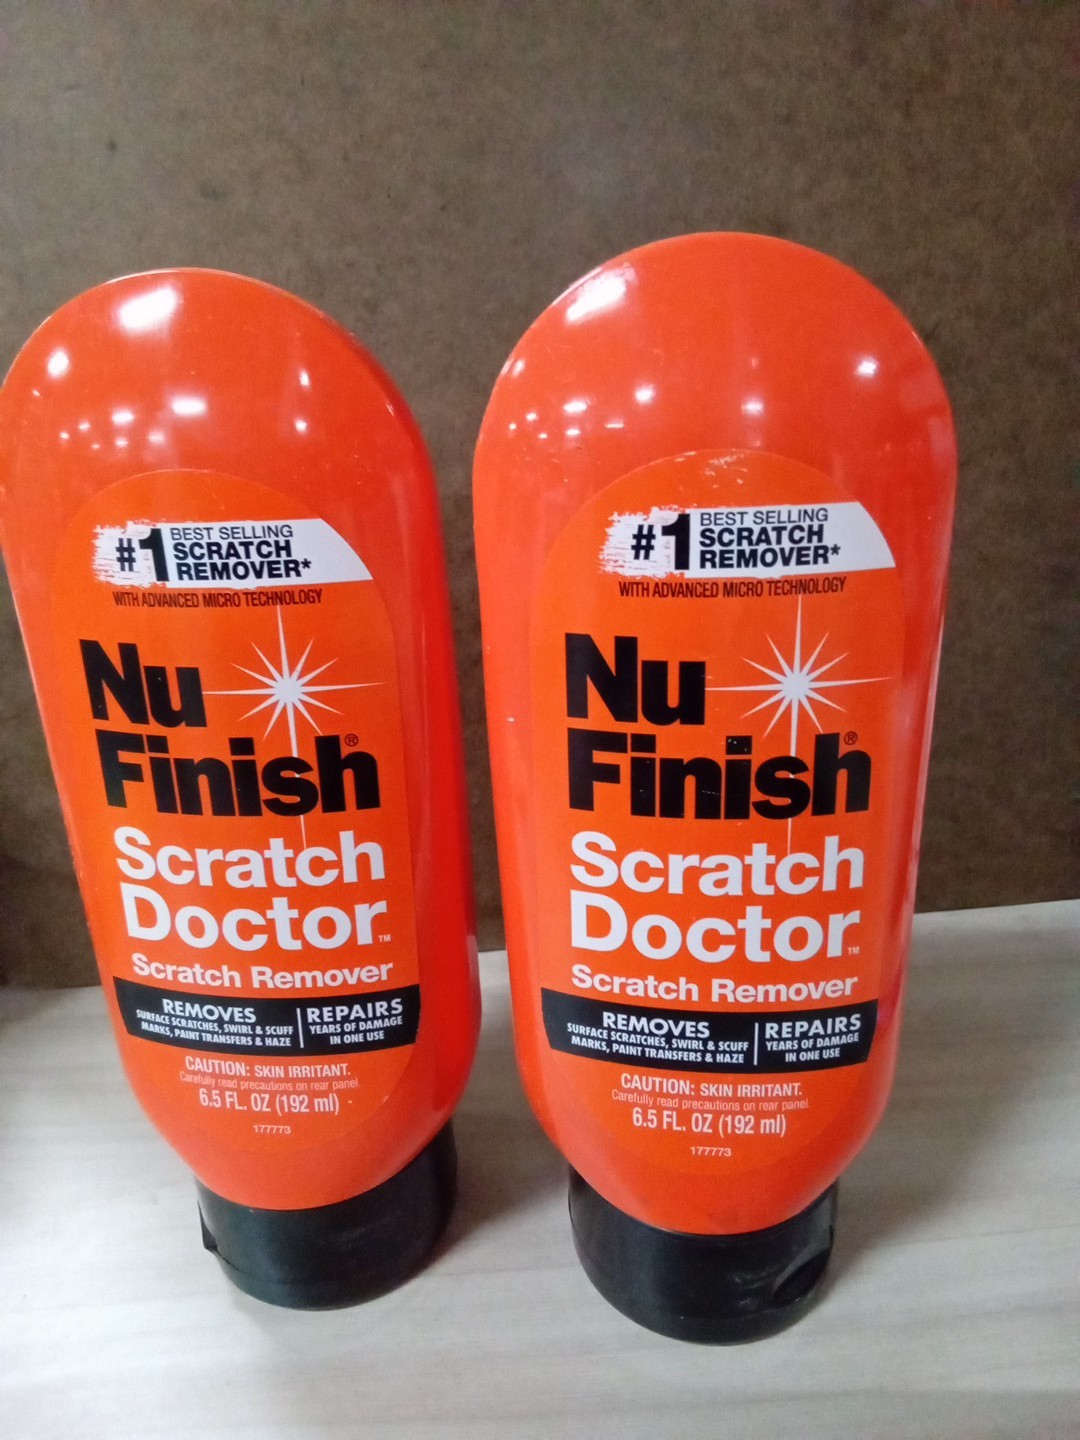 #1 BEST SELLING
SCRATCH
REMOVER*
WITH ADVANCED MICRO TECHNOLOGY
Nu
Finish®
Scratch
Doctor™
Scratch Remover
REMOVES
SURFACE SCRATCHES, SWIRL & SCUFF
MARKS, PAINT TRANSFERS & HAZE
REPAIRS
YEARS OF DAMAGE
IN ONE USE
CAUTION: SKIN IRRITANT.
Carefully read precautions on rear panel.
6.5 FL. OZ (192 ml)
177773
#1 BEST SELLING
SCRATCH
REMOVER*
WITH ADVANCED MICRO TECHNOLOGY
Nu
Finish®
Scratch
Doctor™
Scratch Remover
REMOVES
SURFACE SCRATCHES, SWIRL & SCUFF
MARKS, PAINT TRANSFERS & HAZE
REPAIRS
YEARS OF DAMAGE
IN ONE USE
CAUTION: SKIN IRRITANT.
Carefully read precautions on rear panel.
6.5 FL. OZ (192 ml)
177773